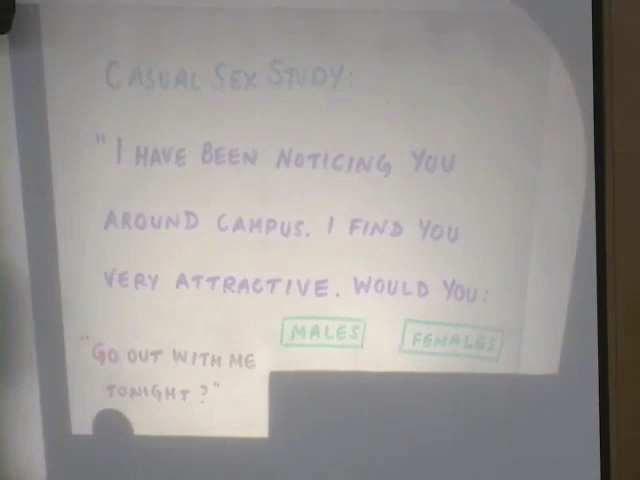 CASUAL SEX STUDY:
"I HAVE BEEN NOTICING YOU
AROUND CAMPUS. I FIND YOU
VERY ATTRACTIVE. WOULD YOU:
MALES FEMALES
"GO OUT WITH ME
TONIGHT?"